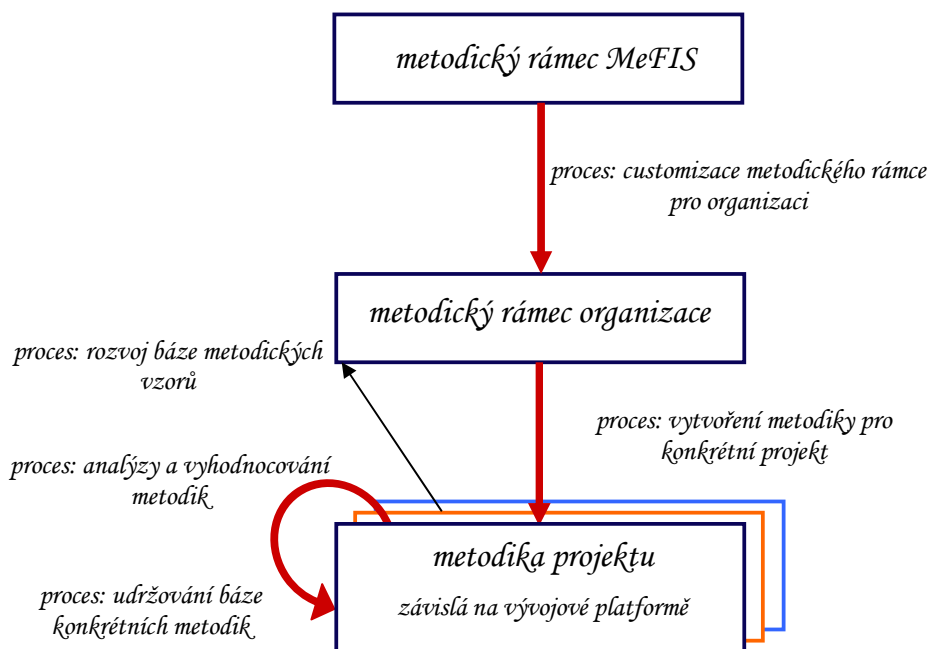 metodický rámec MeFIS
proces: customizace metodického rámce
pro organizaci
metodický rámec organizace
proces: rozvoj báze metodických
vzorů
proces: vytvoření metodiky pro
konkrétní projekt
proces: analýzy a vyhodnocování
metodik
metodika projektu
závislá na vývojové platformě
proces: udržování báze
konkrétních metodik